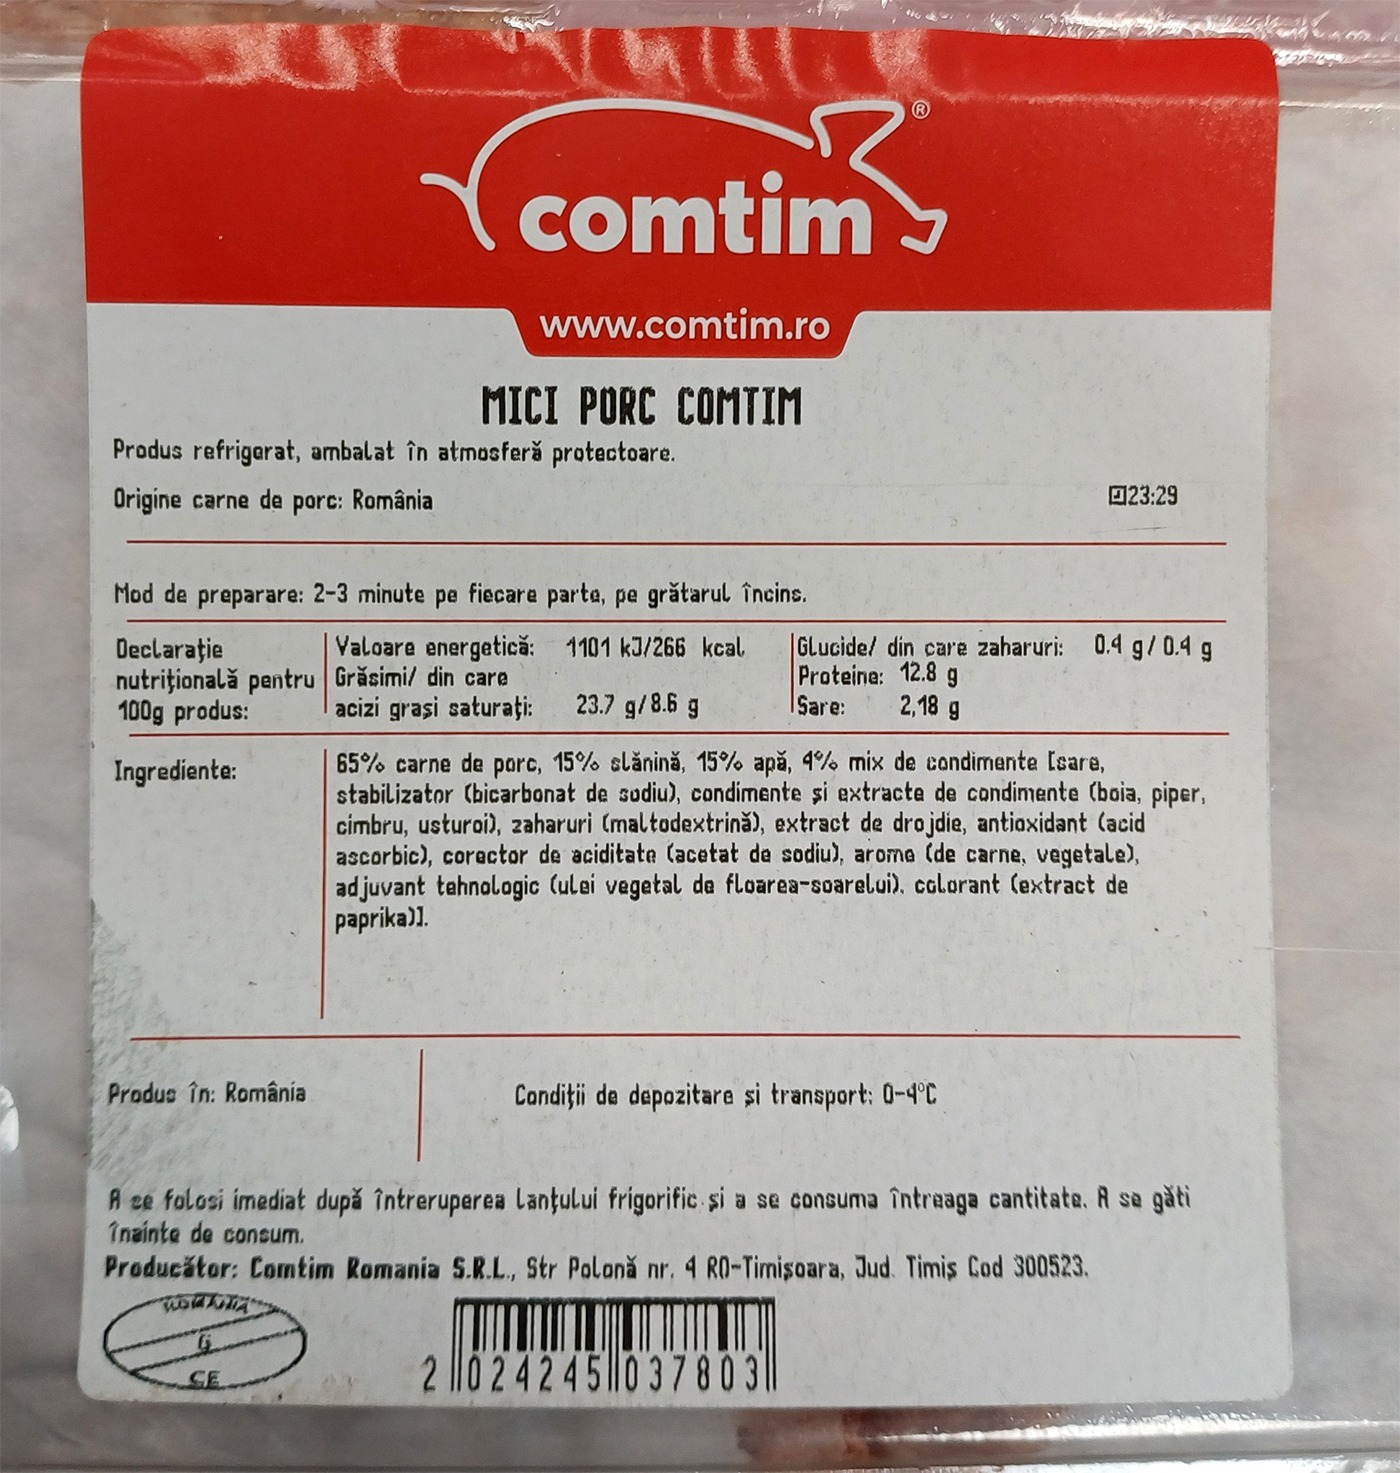 ®
comtim
www.comtim.ro
MICI PORC COMTIM
Produs refrigerat, ambalat în atmosferă protectoare.
Origine carne de porc: România
23:29
Mod de preparare: 2-3 minute pe fiecare parte, pe grătarul încins.
Declarație nutrițională pentru 100g produs:
Valoare energetică: 1101 kJ/266 kcal
Grăsimi/ din care
acizi grași saturați: 23.7 g/8.6 g
Glucide/ din care zaharuri: 0.4 g/0.4 g
Proteine: 12.8 g
Sare: 2,18 g
Ingrediente:
65% carne de porc, 15% slănină, 15% apă, 4% mix de condimente [sare,
stabilizator (bicarbonat de sodiu), condimente și extracte de condimente (boia, piper,
cimbru, usturoi), zaharuri (maltodextrină), extract de drojdie, antioxidant (acid
ascorbic), corector de aciditate (acetat de sodiu), arome (de carne, vegetale),
adjuvant tehnologic (ulei vegetal de floarea-soarelui), colorant (extract de
paprika)].
Produs în: România
Condiții de depozitare și transport: 0-4°C
A se folosi imediat după întreruperea lanțului frigorific și a se consuma întreaga cantitate. A se găti
înainte de consum.
Producător: Comtim Romania S.R.L., Str Polonă nr. 4 RO-Timișoara, Jud. Timiș Cod 300523.
ROMÂNIA
CE
2 024245 037803